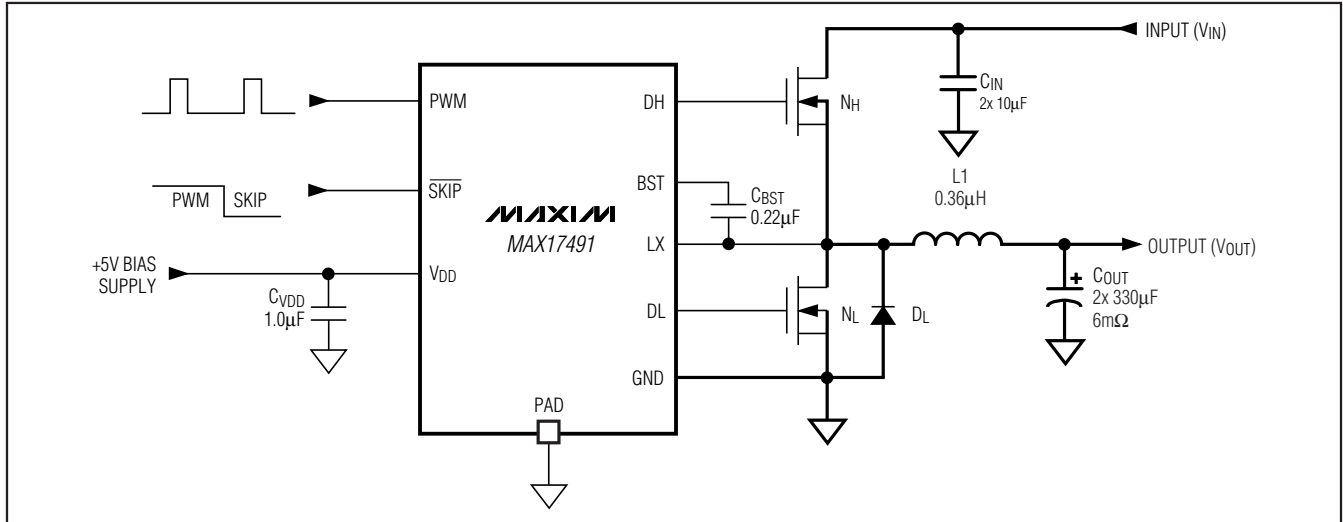 INPUT (VIN)
CIN
2x 10µF
PWM
DH
NH
BST
CBST
0.22µF
L1
0.36µH
SKIP
PWM SKIP
MAXIM
MAX17491
LX
OUTPUT (VOUT)
+5V BIAS
SUPPLY
VDD
CVDD
1.0µF
DL
NL
DL
+
COUT
2x 330µF
6mΩ
GND
PAD